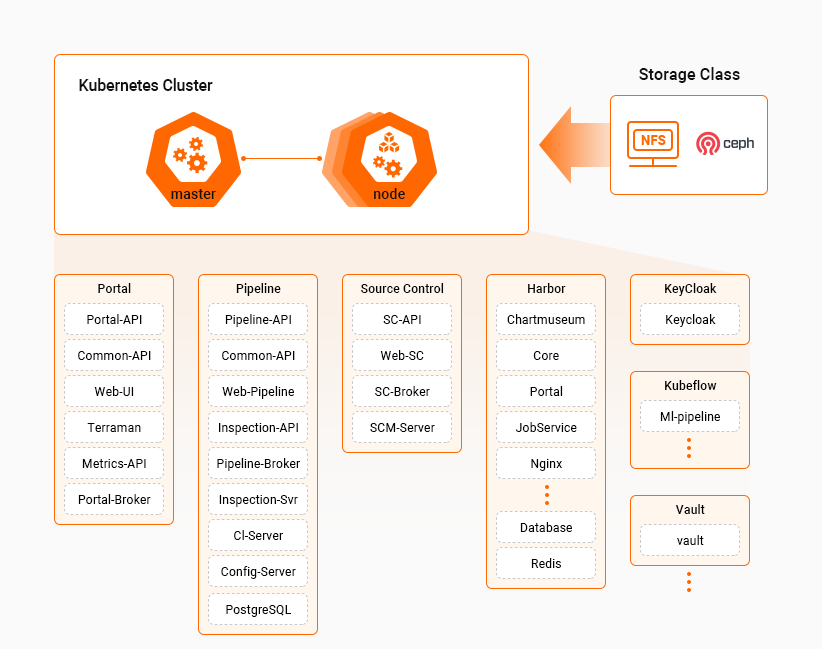 Kubernetes Cluster
master
node
Storage Class
NFS
ceph
Portal
Portal-API
Common-API
Web-UI
Terraman
Metrics-API
Portal-Broker
Pipeline
Pipeline-API
Common-API
Web-Pipeline
Inspection-API
Pipeline-Broker
Inspection-Svr
CI-Server
Config-Server
PostgreSQL
Source Control
SC-API
Web-SC
SC-Broker
SCM-Server
Harbor
Chartmuseum
Core
Portal
JobService
Nginx
Database
Redis
KeyCloak
Keycloak
Kubeflow
Ml-pipeline
Vault
vault